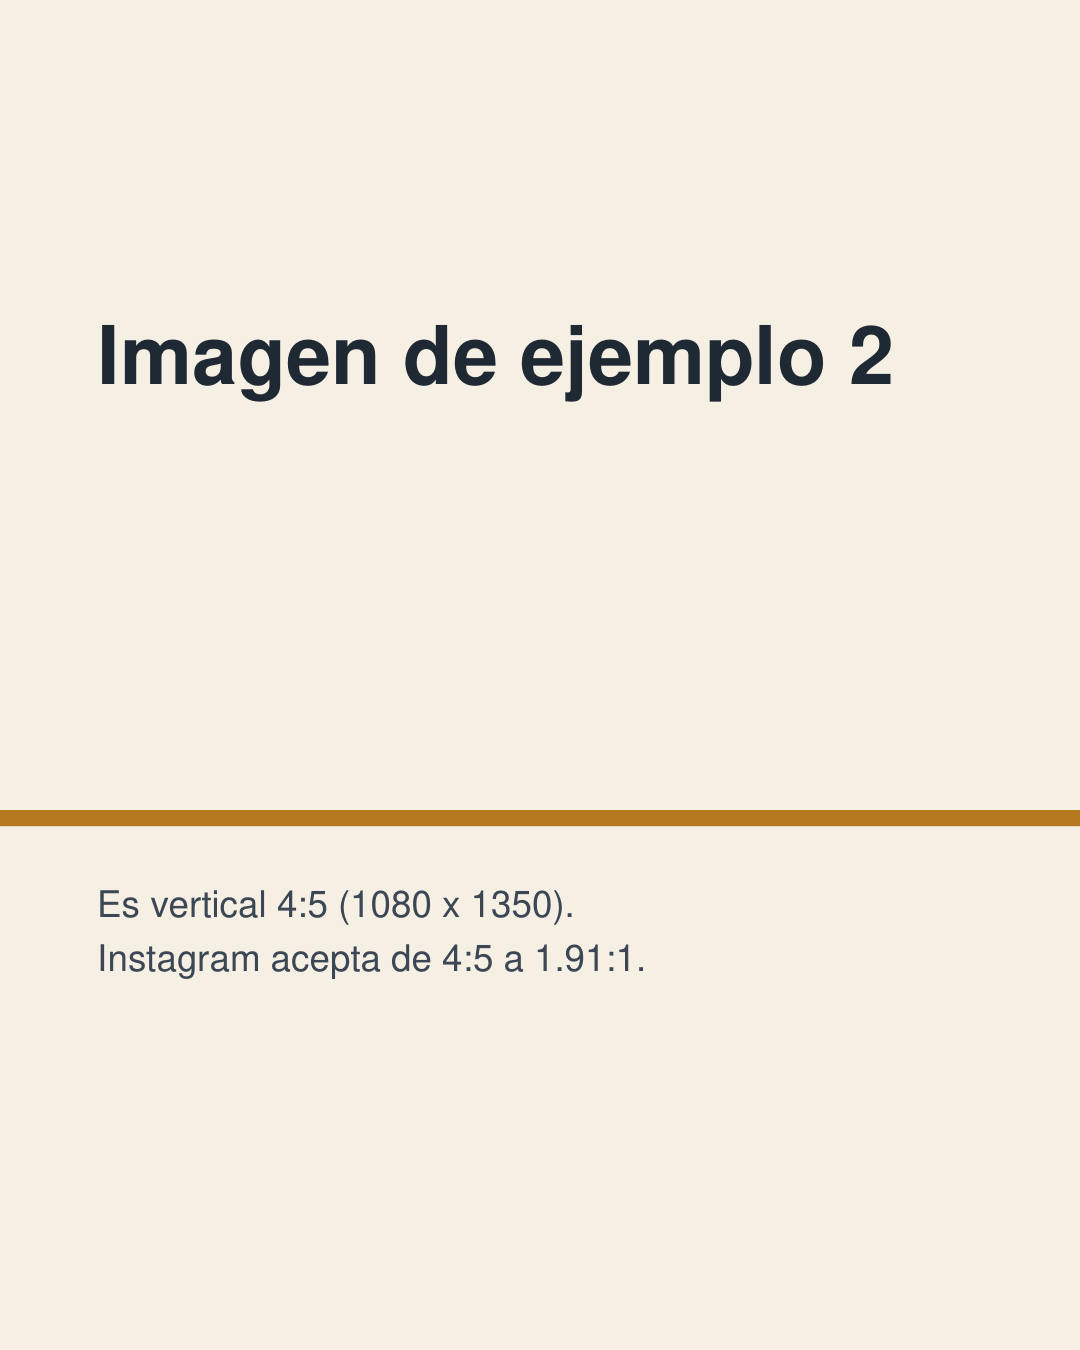 Imagen de ejemplo 2
Es vertical 4:5 (1080 x 1350).
Instagram acepta de 4:5 a 1.91:1.